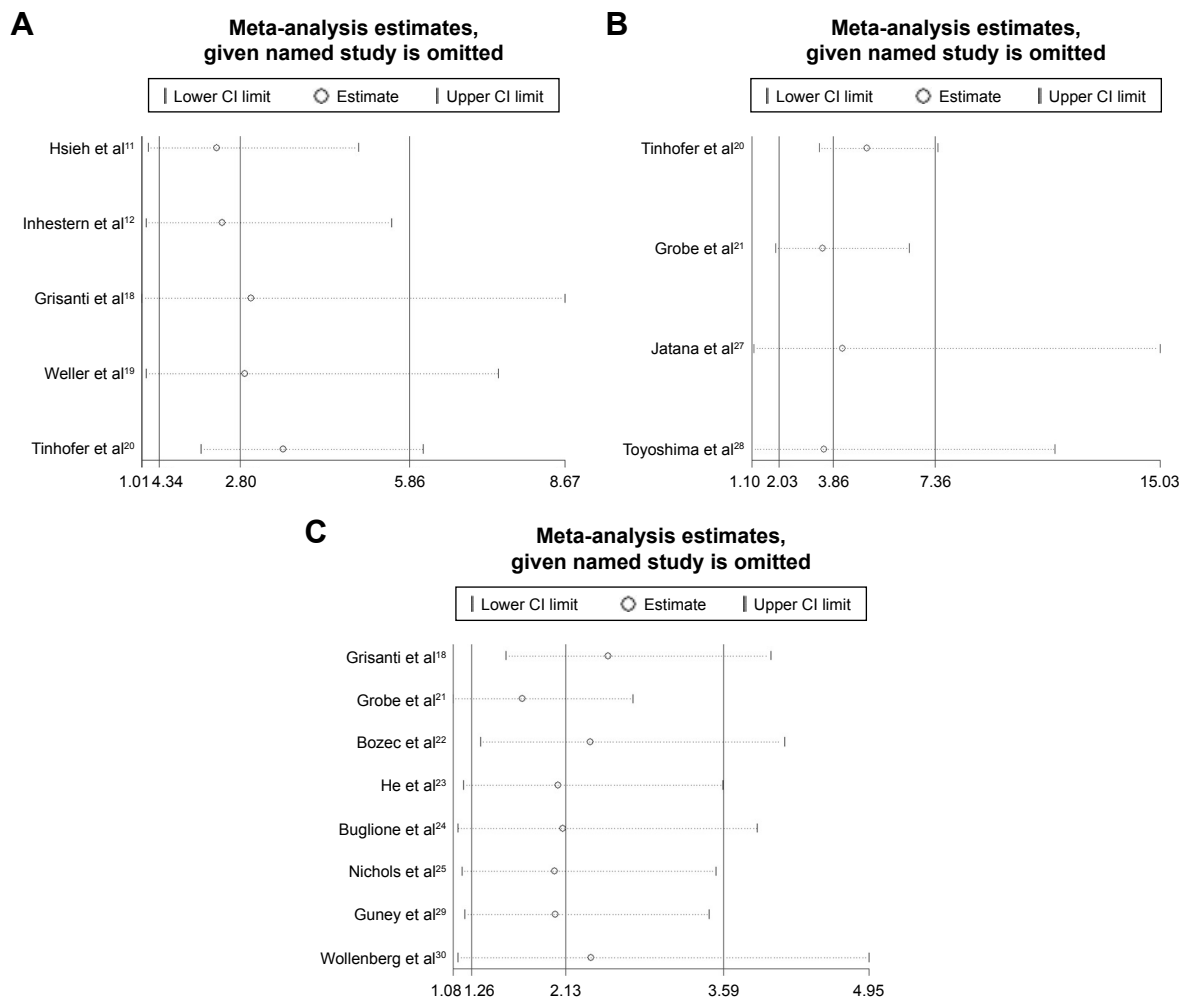 A
Meta-analysis estimates,
given named study is omitted
Lower CI limit Estimate Upper CI limit
Hsieh et al¹¹
Inhestern et al¹²
Grisanti et al¹⁸
Weller et al¹⁹
Tinhofer et al²⁰
1.01 4.34 2.80 5.86 8.67
B
Meta-analysis estimates,
given named study is omitted
Lower CI limit Estimate Upper CI limit
Tinhofer et al²⁰
Grobe et al²¹
Jatana et al²⁷
Toyoshima et al²⁸
1.10 2.03 3.86 7.36 15.03
C
Meta-analysis estimates,
given named study is omitted
Lower CI limit Estimate Upper CI limit
Grisanti et al¹⁸
Grobe et al²¹
Bozec et al²²
He et al²³
Buglione et al²⁴
Nichols et al²⁵
Guney et al²⁹
Wollenberg et al³⁰
1.08 1.26 2.13 3.59 4.95